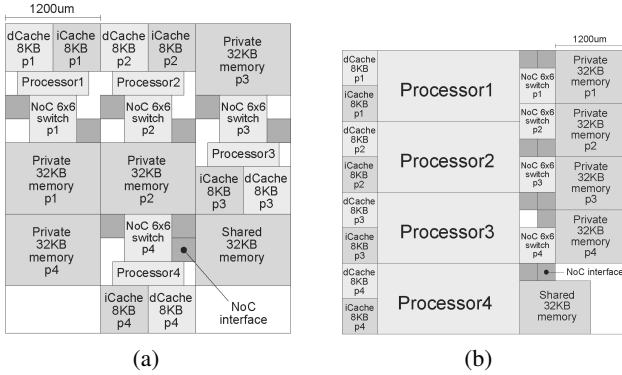 1200um
dCache
8KB
p1
iCache
8KB
p1
dCache
8KB
p2
iCache
8KB
p2
Private
32KB
memory
p3
Processor1
Processor2
NoC 6x6
switch
p1
NoC 6x6
switch
p2
NoC 6x6
switch
p3
Private
32KB
memory
p1
Private
32KB
memory
p2
Processor3
iCache
8KB
p3
dCache
8KB
p3
Private
32KB
memory
p4
NoC 6x6
switch
p4
Shared
32KB
memory
Processor4
iCache
8KB
p4
dCache
8KB
p4
NoC
interface
(a)
1200um
dCache
8KB
p1
iCache
8KB
p1
dCache
8KB
p2
iCache
8KB
p2
dCache
8KB
p3
iCache
8KB
p3
dCache
8KB
p4
iCache
8KB
p4
Processor1
Processor2
Processor3
Processor4
NoC 6x6
switch
p1
NoC 6x6
switch
p2
NoC 6x6
switch
p3
NoC 6x6
switch
p4
Private
32KB
memory
p1
Private
32KB
memory
p2
Private
32KB
memory
p3
Private
32KB
memory
p4
NoC interface
Shared
32KB
memory
(b)